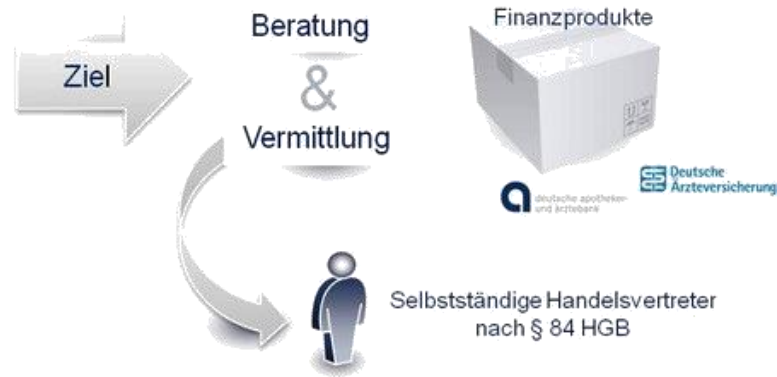 Ziel
Beratung
&
Vermittlung
Finanzprodukte
deutsche apotheker-
und ärztebank
Deutsche
Ärzteversicherung
Selbstständige Handelsvertreter
nach § 84 HGB